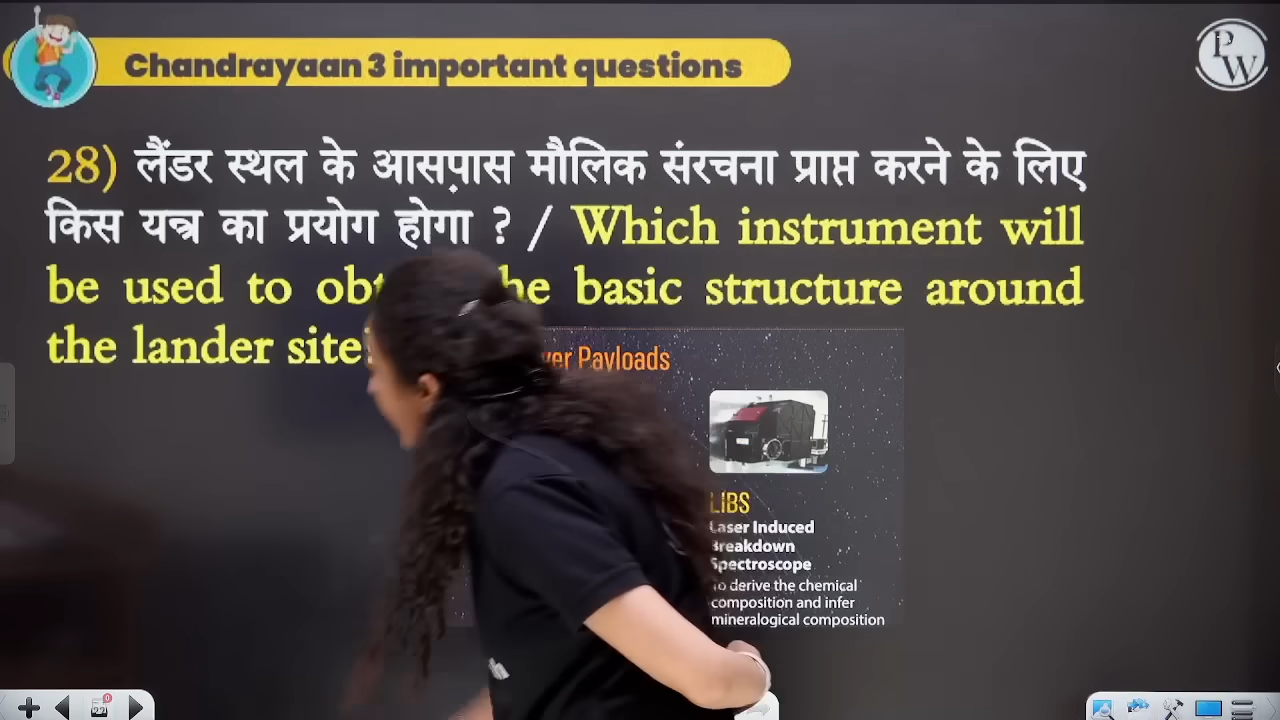 Chandrayaan 3 important questions
PW
28) लैंडर स्थल के आसपास मौलिक संरचना प्राप्त करने के लिए
किस यन्त्र का प्रयोग होगा ? / Which instrument will
be used to he basic structure around
the lander site
Payloads
LIBS
Laser Induced
Breakdown
Spectroscope
To derive the chemical
composition and infer
mineralogical composition